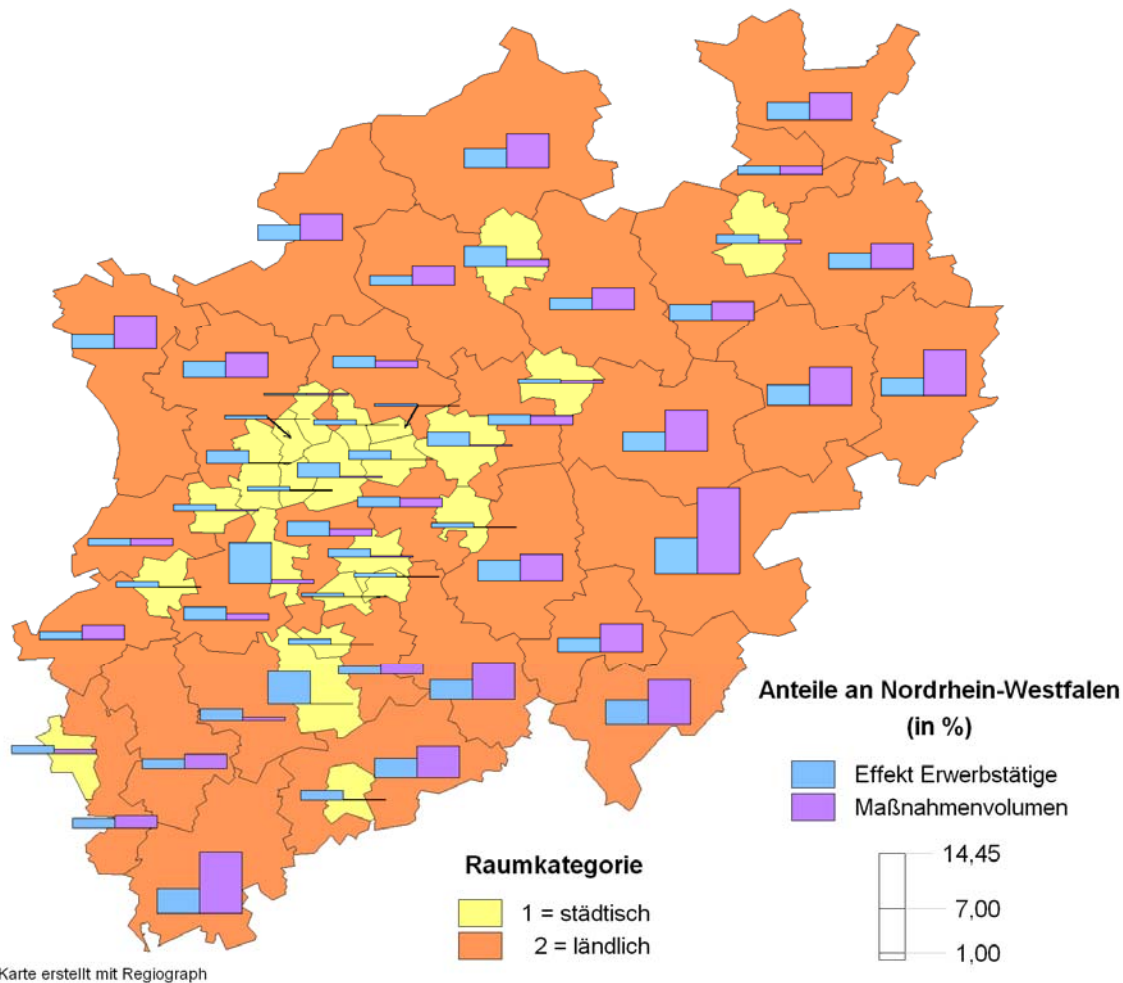 Anteile an Nordrhein-Westfalen
(in %)
Effekt Erwerbstätige
Maßnahmenvolumen
14,45
7,00
1,00
Raumkategorie
1 = städtisch
2 = ländlich
Karte erstellt mit Regiograph